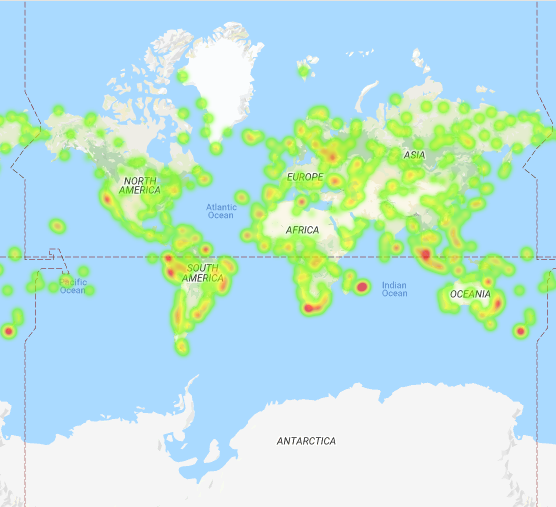 ASIA
NORTH
AMERICA
EUROPE
Atlantic
Ocean
AFRICA
SOUTH
AMERICA
Pacific
Ocean
Indian
Ocean
OCEANIA
ANTARCTICA